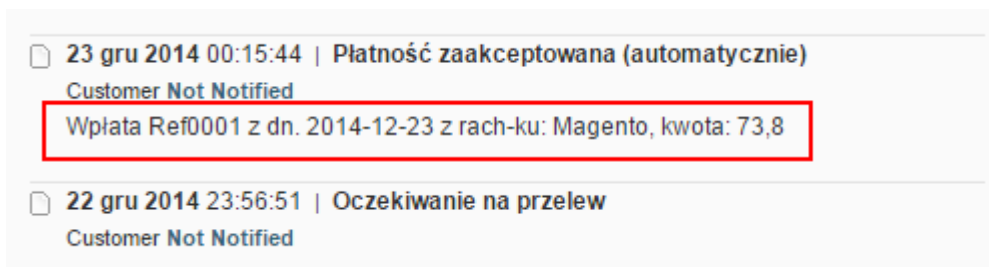 23 gru 2014 00:15:44 | Płatność zaakceptowana (automatycznie)
Customer Not Notified
Wpłata Ref0001 z dn. 2014-12-23 z rach-ku: Magento, kwota: 73,8
22 gru 2014 23:56:51 | Oczekiwanie na przelew
Customer Not Notified